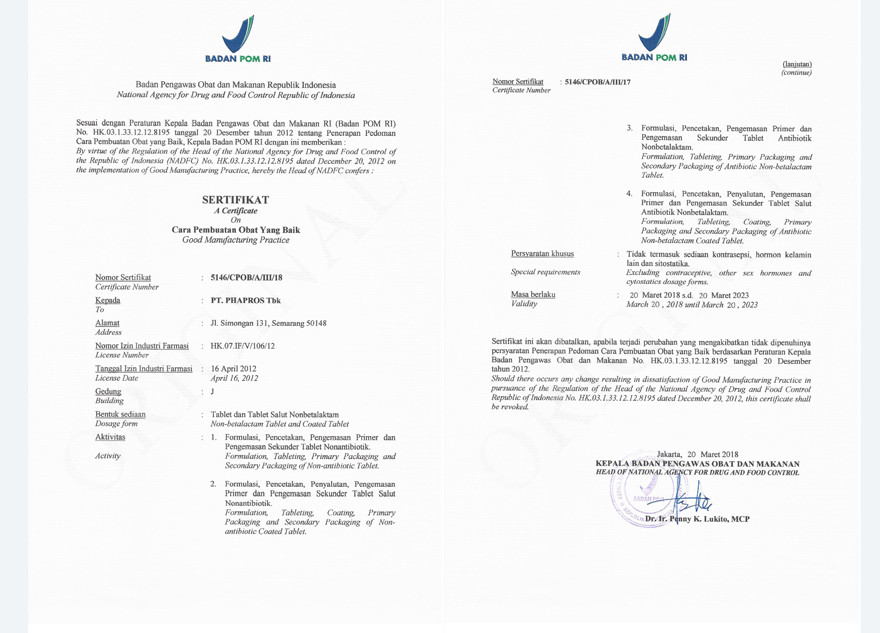 BADAN POM RI
Badan Pengawas Obat dan Makanan Republik Indonesia
National Agency for Drug and Food Control Republic of Indonesia
Sesuai dengan Peraturan Kepala Badan Pengawas Obat dan Makanan RI (Badan POM RI)
No. HK.03.1.33.12.12.8195 tanggal 20 Desember tahun 2012 tentang Penerapan Pedoman
Cara Pembuatan Obat yang Baik, Kepala Badan POM RI dengan ini memberikan :
By virtue of the Regulation of the Head of the National Agency for Drug and Food Control of
the Republic of Indonesia (NADFC) No. HK.03.1.33.12.12.8195 dated December 20, 2012 on
the implementation of Good Manufacturing Practice, hereby the Head of NADFC confers :
SERTIFIKAT
A Certificate
On
Cara Pembuatan Obat Yang Baik
Good Manufacturing Practice
Nomor Sertifikat : 5146/CPOB/A/III/18
Certificate Number
Kepada : PT. PHAPROS Tbk
To
Alamat : Jl. Simongan 131, Semarang 50148
Address
Nomor Izin Industri Farmasi : HK.07.IF/V/106/12
License Number
Tanggal Izin Industri Farmasi : 16 April 2012
License Date April 16, 2012
Gedung : J
Building
Bentuk sediaan : Tablet dan Tablet Salut Nonbetalaktam
Dosage form Non-betalactam Tablet and Coated Tablet
Aktivitas : 1. Formulasi, Pencetakan, Pengemasan Primer dan
Pengemasan Sekunder Tablet Nonantibiotik.
Activity Formulation, Tableting, Primary Packaging and
Secondary Packaging of Non-antibiotic Tablet.
2. Formulasi, Pencetakan, Penyalutan, Pengemasan
Primer dan Pengemasan Sekunder Tablet Salut
Nonantibiotik.
Formulation, Tableting, Coating, Primary
Packaging and Secondary Packaging of Non-
antibiotic Coated Tablet.
BADAN POM RI
(lanjutan)
(continue)
Nomor Sertifikat : 5146/CPOB/A/III/17
Certificate Number
3. Formulasi, Pencetakan, Pengemasan Primer dan
Pengemasan Sekunder Tablet Antibiotik
Nonbetalaktam.
Formulation, Tableting, Primary Packaging and
Secondary Packaging of Antibiotic Non-betalactam
Tablet.
4. Formulasi, Pencetakan, Penyalutan, Pengemasan
Primer dan Pengemasan Sekunder Tablet Salut
Antibiotik Nonbetalaktam.
Formulation, Tableting, Coating, Primary
Packaging and Secondary Packaging of Antibiotic
Non-betalactam Coated Tablet.
Persyaratan khusus : Tidak termasuk sediaan kontrasepsi, hormon kelamin
lain dan sitostatika.
Special requirements Excluding contraceptive, other sex hormones and
cytostatics dosage forms.
Masa berlaku : 20 Maret 2018 s.d. 20 Maret 2023
Validity March 20, 2018 until March 20, 2023
Sertifikat ini akan dibatalkan, apabila terjadi perubahan yang mengakibatkan tidak dipenuhinya
persyaratan Penerapan Pedoman Cara Pembuatan Obat yang Baik berdasarkan Peraturan Kepala
Badan Pengawas Obat dan Makanan No. HK.03.1.33.12.12.8195 tanggal 20 Desember
tahun 2012.
Should there occurs any change resulting in dissatisfaction of Good Manufacturing Practice in
pursuance of the Regulation of the Head of the National Agency of Drug and Food Control
Republic of Indonesia No. HK.03.1.33.12.12.8195 dated December 20, 2012, this certificate shall
be revoked.
Jakarta, 20 Maret 2018
KEPALA BADAN PENGAWAS OBAT DAN MAKANAN
HEAD OF NATIONAL AGENCY FOR DRUG AND FOOD CONTROL
Dr. Ir. Penny K. Lukito, MCP
ORIGINAL
ORIGINAL